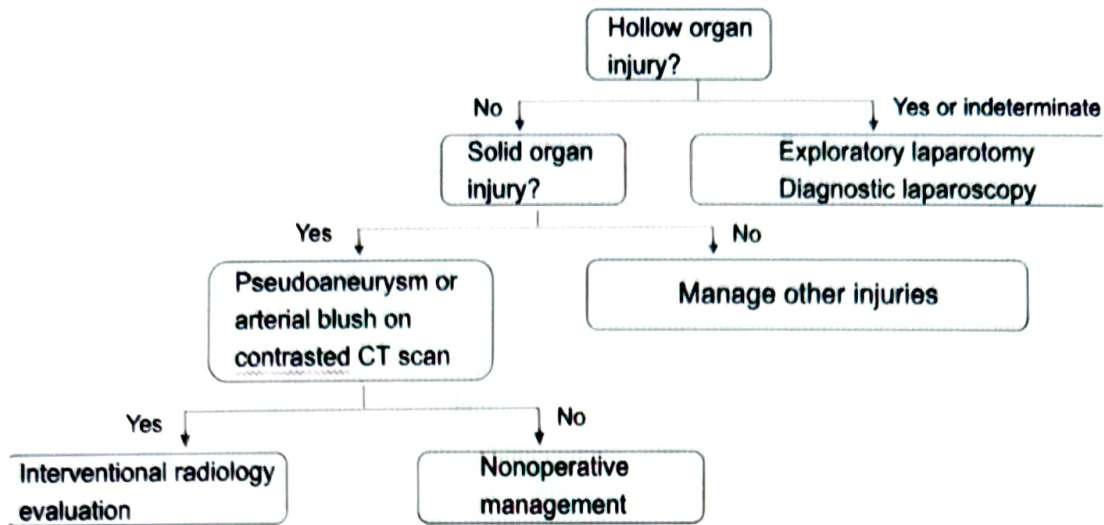 Hollow organ
injury?
No
Yes or indeterminate
Solid organ
injury?
Exploratory laparotomy
Diagnostic laparoscopy
Yes
No
Pseudoaneurysm or
arterial blush on
contrasted CT scan
Manage other injuries
Yes
No
Interventional radiology
evaluation
Nonoperative
management